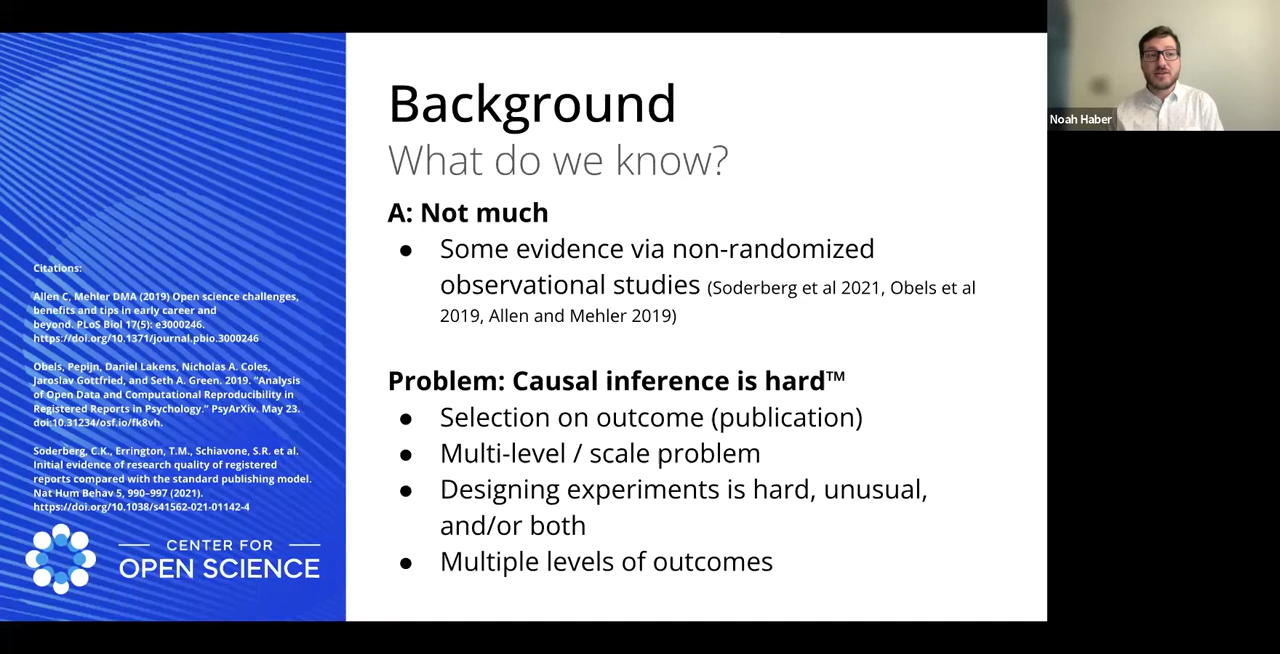 Background
What do we know?
A: Not much
● Some evidence via non-randomized
observational studies (Soderberg et al 2021, Obels et al
2019, Allen and Mehler 2019)
Problem: Causal inference is hard™
● Selection on outcome (publication)
● Multi-level / scale problem
● Designing experiments is hard, unusual,
and/or both
● Multiple levels of outcomes
Citations:
Allen C, Mehler DMA (2019) Open science challenges,
benefits and tips in early career and
beyond. PLoS Biol 17(5): e3000246.
https://doi.org/10.1371/journal.pbio.3000246
Obels, Pepijn, Daniel Lakens, Nicholas A. Coles,
Jaroslav Gottfried, and Seth A. Green. 2019. “Analysis
of Open Data and Computational Reproducibility in
Registered Reports in Psychology.” PsyArXiv. May 23.
doi:10.31234/osf.io/fk8vh.
Soderberg, C.K., Errington, T.M., Schiavone, S.R. et al.
Initial evidence of research quality of registered
reports compared with the standard publishing model.
Nat Hum Behav 5, 990–997 (2021).
https://doi.org/10.1038/s41562-021-01142-4
CENTER FOR
OPEN SCIENCE
Noah Haber